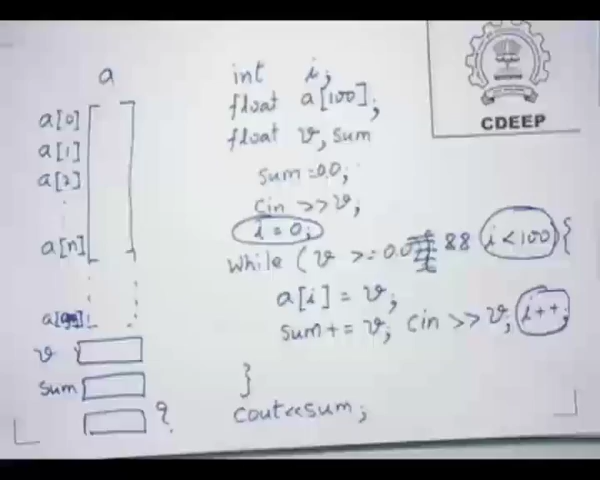 a
a[0]
a[1]
a[2]
a[n]
v
sum
int i;
float a[100];
float v, sum
sum = 0.0;
cin >> v;
i = 0;
while (v >= 0.0 && i < 100) {
a[i] = v;
sum += v; cin >> v; i++;
}
cout<<sum;
CDEEP